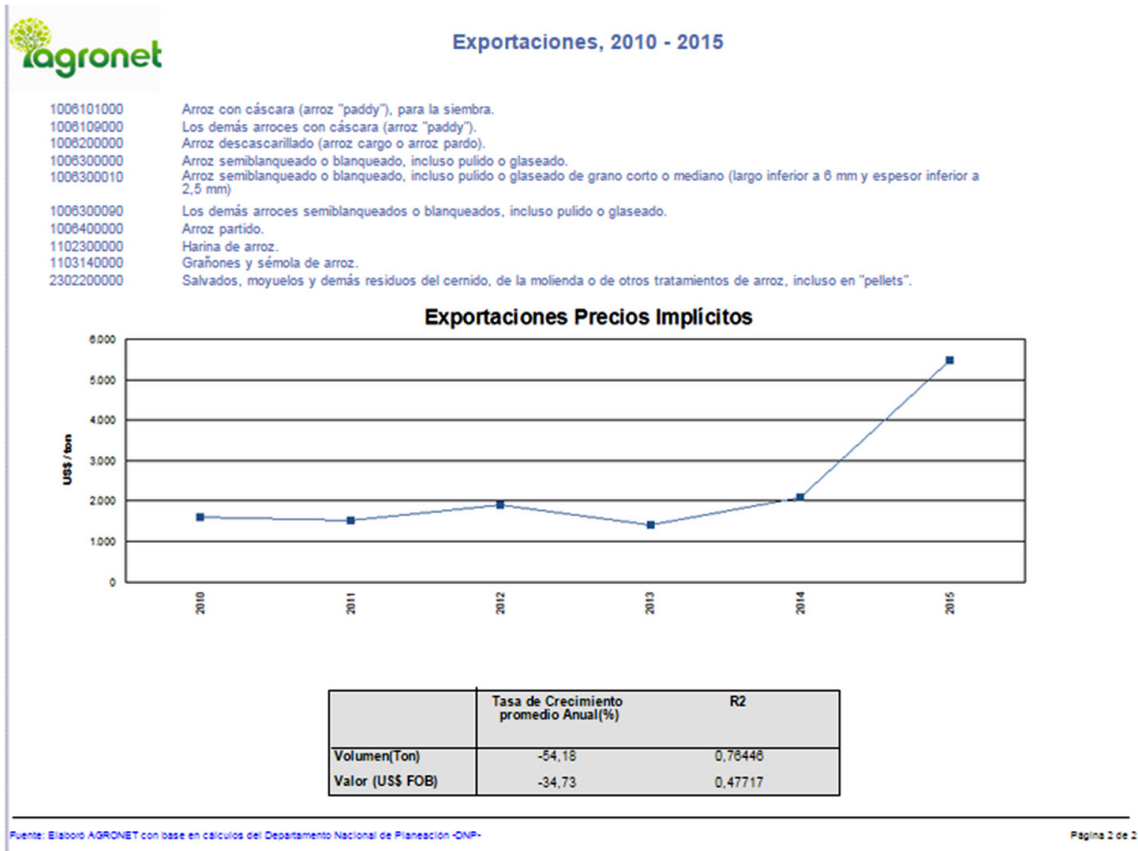 agronet
Exportaciones, 2010 - 2015
1006101000 Arroz con cáscara (arroz "paddy"), para la siembra.
1006109000 Los demás arroces con cáscara (arroz "paddy").
1006200000 Arroz descascarillado (arroz cargo o arroz pardo).
1006300000 Arroz semiblanqueado o blanqueado, incluso pulido o glaseado.
1006300010 Arroz semiblanqueado o blanqueado, incluso pulido o glaseado de grano corto o mediano (largo inferior a 6 mm y espesor inferior a
2,5 mm)
1006300090 Los demás arroces semiblanqueados o blanqueados, incluso pulido o glaseado.
1006400000 Arroz partido.
1102300000 Harina de arroz.
1103140000 Grañones y sémola de arroz.
2302200000 Salvados, moyuelos y demás residuos del cernido, de la molienda o de otros tratamientos de arroz, incluso en "pellets".
Exportaciones Precios Implícitos
6.000
5.000
4.000
3.000
2.000
1.000
0
US$ / ton
2010 2011 2012 2013 2014 2015
Tasa de Crecimiento R2
promedio Anual(%)
Volumen(Ton) -54,18 0,76446
Valor (US$ FOB) -34,73 0,47717
Fuente: Elaboró AGRONET con base en cálculos del Departamento Nacional de Planeación -DNP- Página 2 de 2